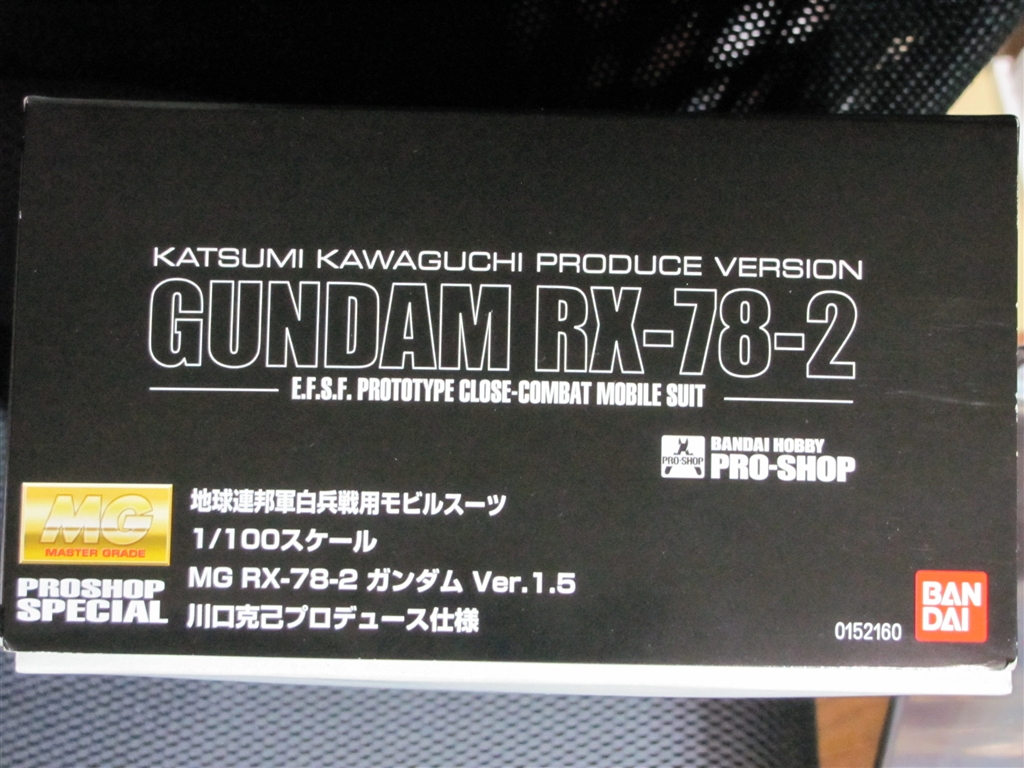 KATSUMI KAWAGUCHI PRODUCE VERSION
GUNDAM RX-78-2
E.F.S.F. PROTOTYPE CLOSE-COMBAT MOBILE SUIT
PRO-SHOP
BANDAI HOBBY
PRO-SHOP
MG
MASTER GRADE
PROSHOP
SPECIAL
地球連邦軍白兵戦用モビルスーツ
1/100スケール
MG RX-78-2 ガンダム Ver.1.5
川口克己プロデュース仕様
0152160
BAN
DAI